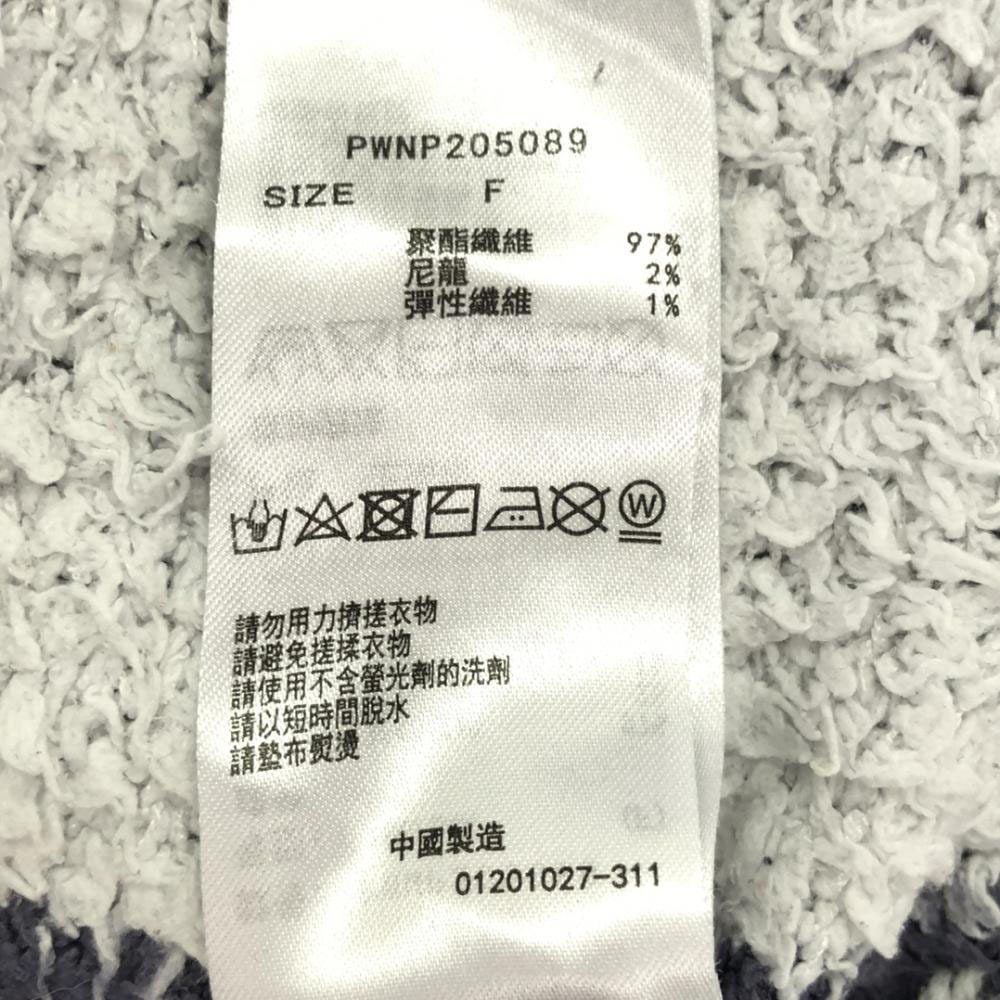 PWNP205089
SIZE F
聚酯纖維 97%
尼龍 2%
彈性纖維 1%
W
請勿用力擠搓衣物
請避免搓揉衣物
請使用不含螢光劑的洗劑
請以短時間脫水
請墊布熨燙
中國製造
01201027-311